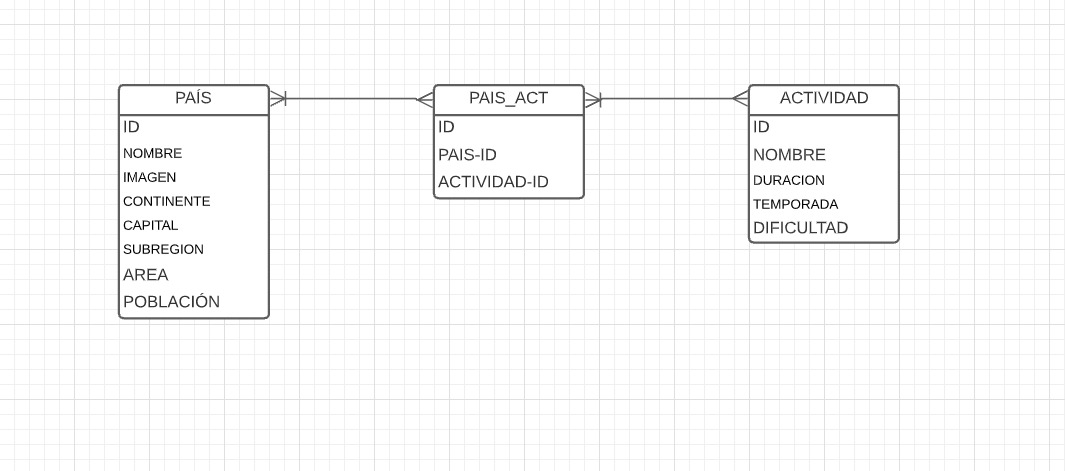 PAÍS
ID
NOMBRE
IMAGEN
CONTINENTE
CAPITAL
SUBREGION
AREA
POBLACIÓN
PAIS_ACT
ID
PAIS-ID
ACTIVIDAD-ID
ACTIVIDAD
ID
NOMBRE
DURACION
TEMPORADA
DIFICULTAD